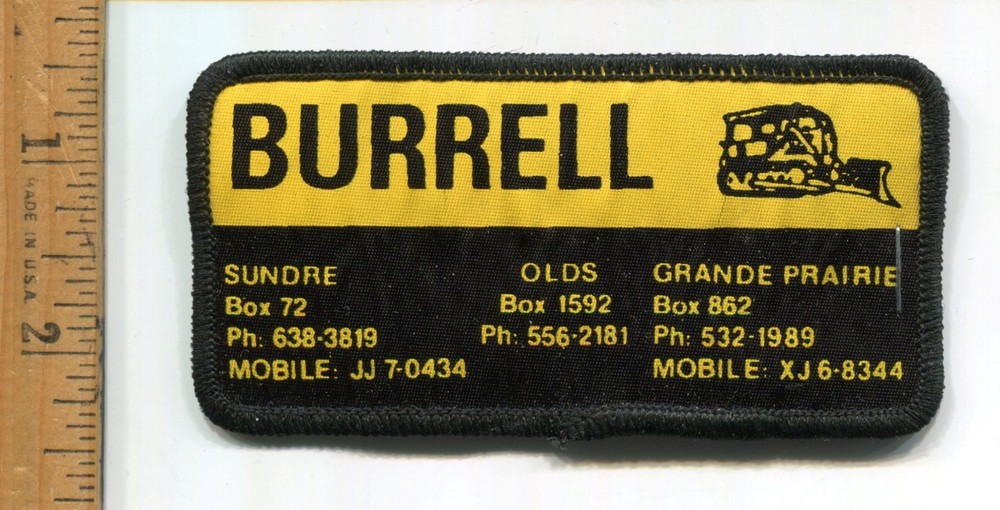 BURRELL
SUNDRE
Box 72
Ph: 638-3819
MOBILE: JJ 7-0434
OLDS
Box 1592
Ph: 556-2181
GRANDE PRAIRIE
Box 862
Ph: 532-1989
MOBILE: XJ 6-8344
1
MADE IN U.S.A.
2